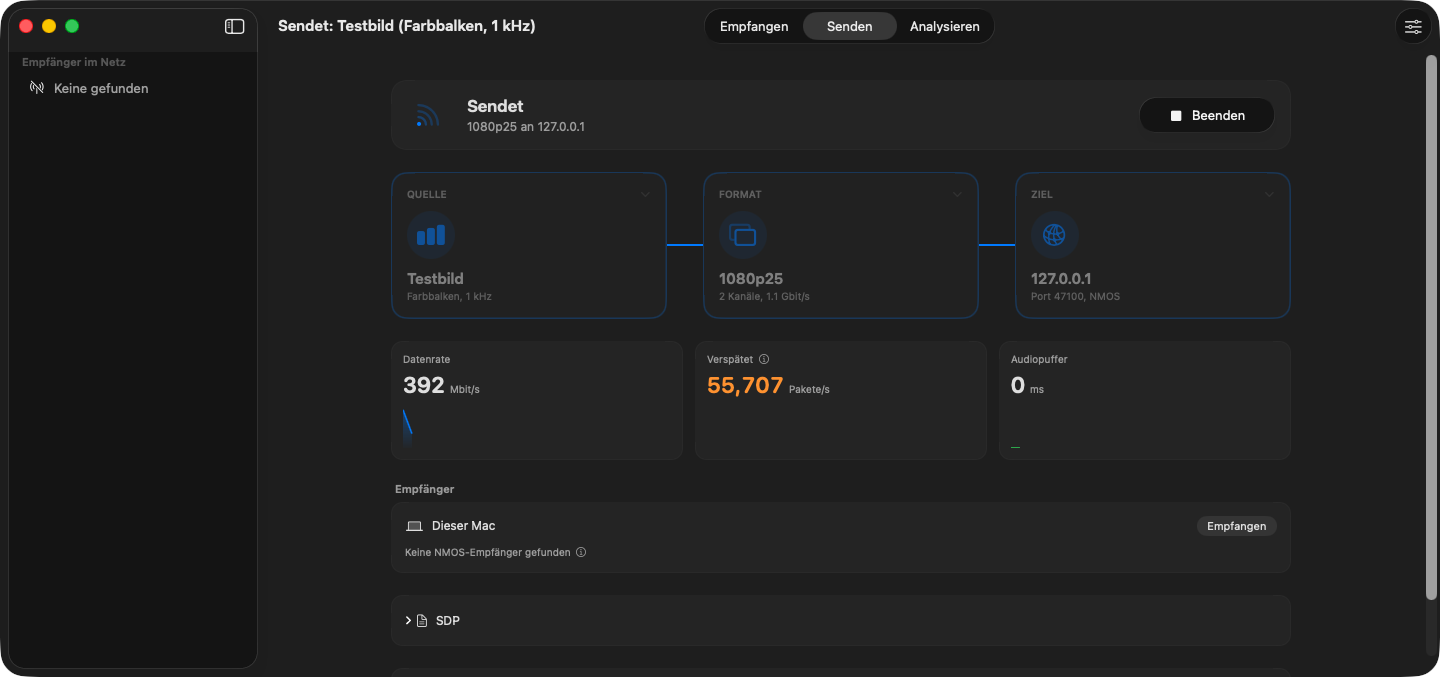 Sendet: Testbild (Farbbalken, 1 kHz)
Empfangen
Senden
Analysieren
Empfänger im Netz
Keine gefunden
Sendet
1080p25 an 127.0.0.1
Beenden
QUELLE
Testbild
Farbbalken, 1 kHz
FORMAT
1080p25
2 Kanäle, 1.1 Gbit/s
ZIEL
127.0.0.1
Port 47100, NMOS
Datenrate
392 Mbit/s
Verspätet
55,707 Pakete/s
Audiopuffer
0 ms
Empfänger
Dieser Mac
Empfangen
Keine NMOS-Empfänger gefunden
SDP